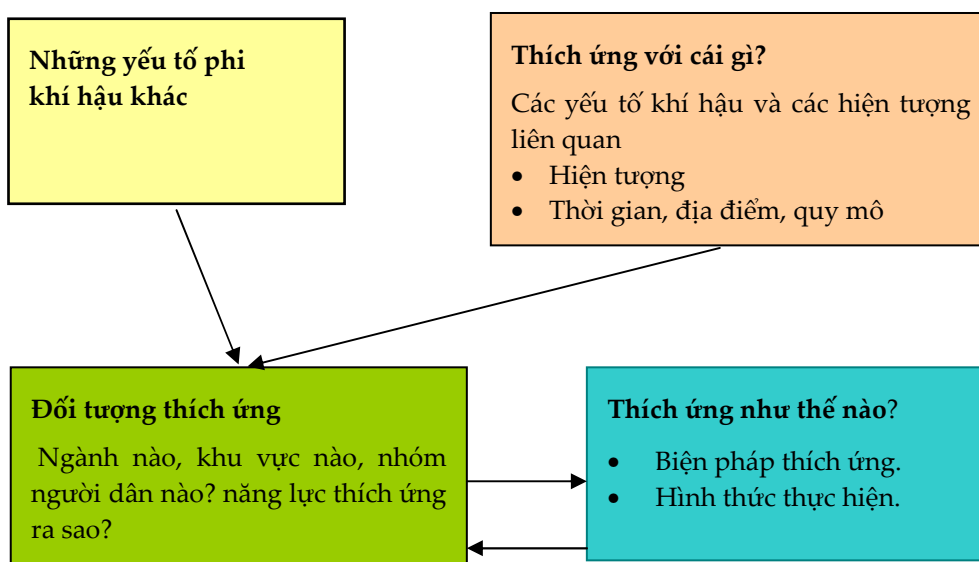 Những yếu tố phi
khí hậu khác
Thích ứng với cái gì?
Các yếu tố khí hậu và các hiện tượng
liên quan
• Hiện tượng
• Thời gian, địa điểm, quy mô
Đối tượng thích ứng
Ngành nào, khu vực nào, nhóm
người dân nào? năng lực thích ứng
ra sao?
Thích ứng như thế nào?
• Biện pháp thích ứng.
• Hình thức thực hiện.